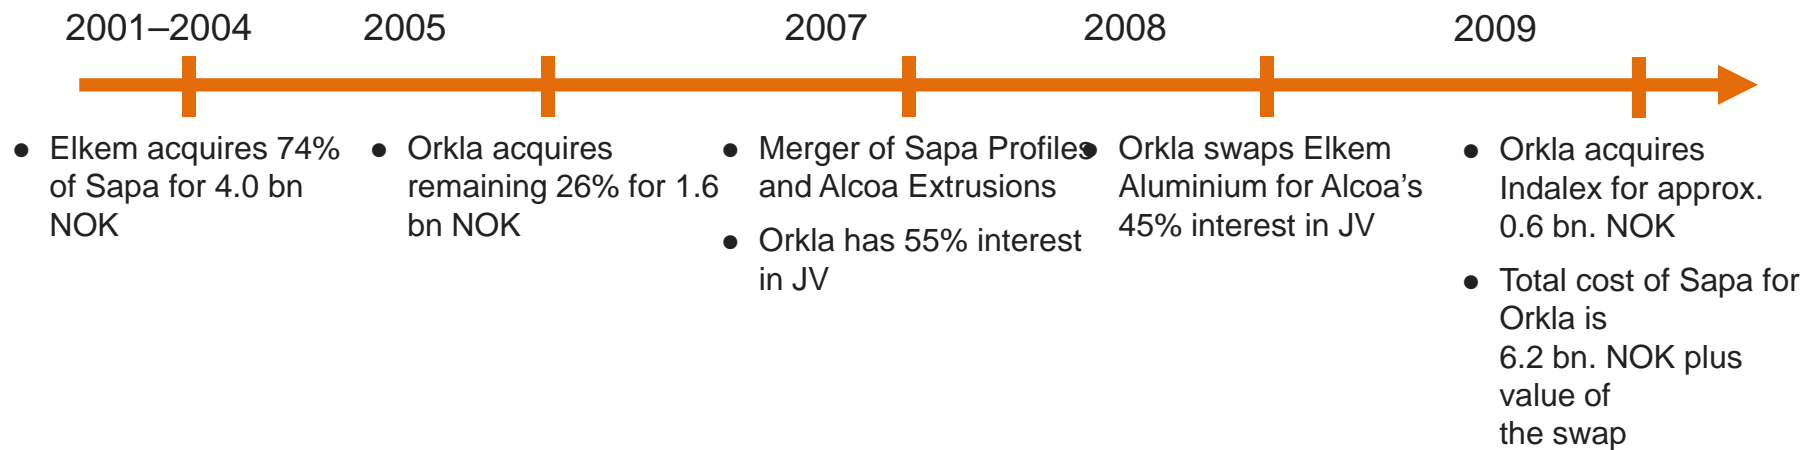 2001–2004
2005
2007
2008
2009
● Elkem acquires 74%
of Sapa for 4.0 bn
NOK
● Orkla acquires
remaining 26% for 1.6
bn NOK
● Merger of Sapa Profiles
and Alcoa Extrusions
● Orkla has 55% interest
in JV
● Orkla swaps Elkem
Aluminium for Alcoa’s
45% interest in JV
● Orkla acquires
Indalex for approx.
0.6 bn. NOK
● Total cost of Sapa for
Orkla is
6.2 bn. NOK plus
value of
the swap